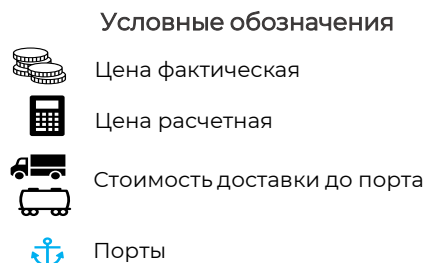 Условные обозначения
Цена фактическая
Цена расчетная
Стоимость доставки до порта
Порты